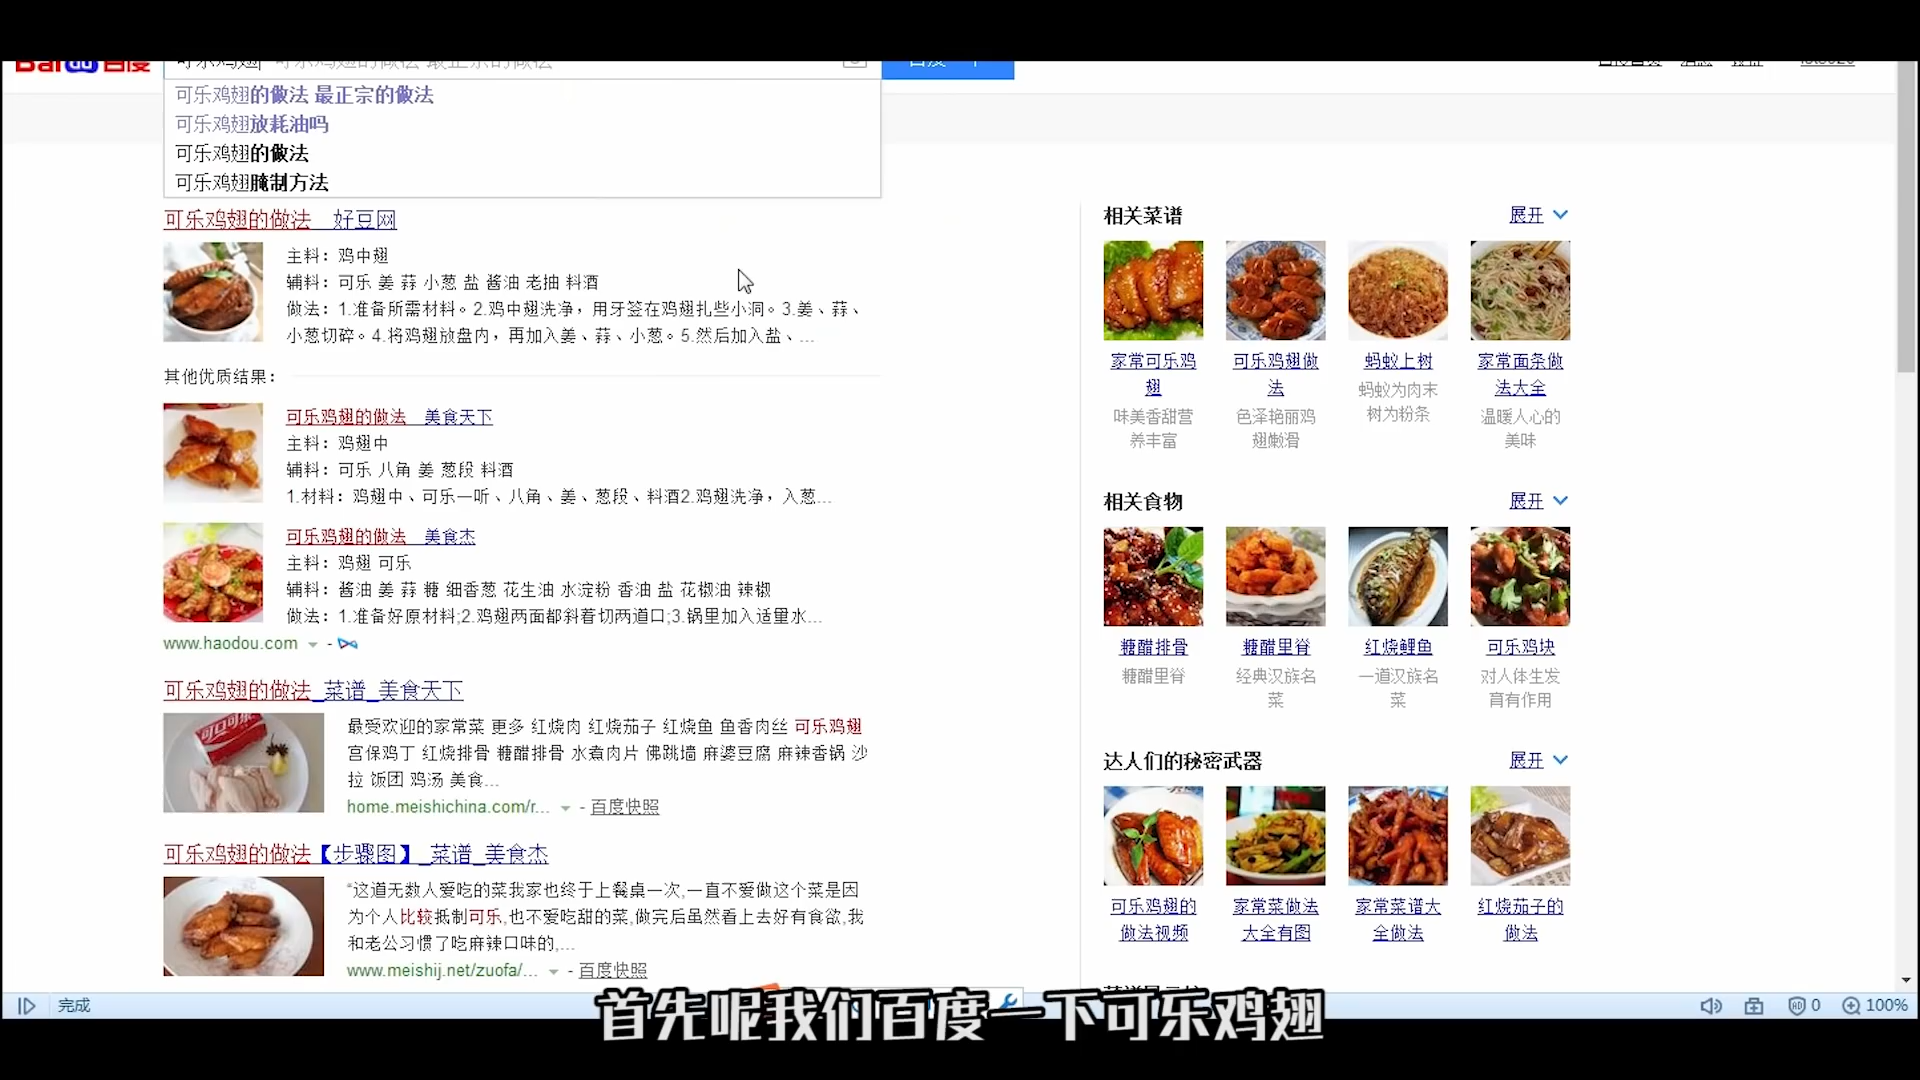 Baidu百度
可乐鸡翅 可乐鸡翅的做法 最正宗的做法
百度一下
可乐鸡翅的做法 最正宗的做法
可乐鸡翅放耗油吗
可乐鸡翅的做法
可乐鸡翅腌制方法
可乐鸡翅的做法_好豆网
主料：鸡中翅
辅料：可乐 姜 蒜 小葱 盐 酱油 老抽 料酒
做法：1.准备所需材料。2.鸡中翅洗净，用牙签在鸡翅扎些小洞。3.姜、蒜、
小葱切碎。4.将鸡翅放盘内，再加入姜、蒜、小葱。5.然后加入盐、...
其他优质结果：
可乐鸡翅的做法_美食天下
主料：鸡翅中
辅料：可乐 八角 姜 葱段 料酒
1.材料：鸡翅中、可乐一听、八角、姜、葱段、料酒2.鸡翅洗净，入葱...
可乐鸡翅的做法_美食杰
主料：鸡翅 可乐
辅料：酱油 姜 蒜 糖 细香葱 花生油 水淀粉 香油 盐 花椒油 辣椒
做法：1.准备好原材料;2.鸡翅两面都斜着切两道口;3.锅里加入适量水...
www.haodou.com -
可乐鸡翅的做法_菜谱_美食天下
最受欢迎的家常菜 更多 红烧肉 红烧茄子 红烧鱼 鱼香肉丝 可乐鸡翅
宫保鸡丁 红烧排骨 糖醋排骨 水煮肉片 佛跳墙 麻婆豆腐 麻辣香锅 沙
拉 饭团 鸡汤 美食...
home.meishichina.com/r... - 百度快照
可乐鸡翅的做法【步骤图】_菜谱_美食杰
“这道无数人爱吃的菜我家也终于上餐桌一次,一直不爱做这个菜是因
为个人比较抵制可乐,也不爱吃甜的菜,做完后虽然看上去好有食欲,我
和老公习惯了吃麻辣口味的,...
www.meishij.net/zuofa/... - 百度快照
相关菜谱 展开
家常可乐鸡翅
味美香甜营养丰富
可乐鸡翅做法
色泽艳丽鸡翅嫩滑
蚂蚁上树
蚂蚁为肉末树为粉条
家常面条做法大全
温暖人心的美味
相关食物 展开
糖醋排骨
糖醋里脊
糖醋里脊
经典汉族名菜
红烧鲤鱼
一道汉族名菜
可乐鸡块
对人体生发育有作用
达人们的秘密武器 展开
可乐鸡翅的做法视频
家常菜做法大全有图
家常菜谱大全做法
红烧茄子的做法
完成
0
100%
首先呢我们百度一下可乐鸡翅